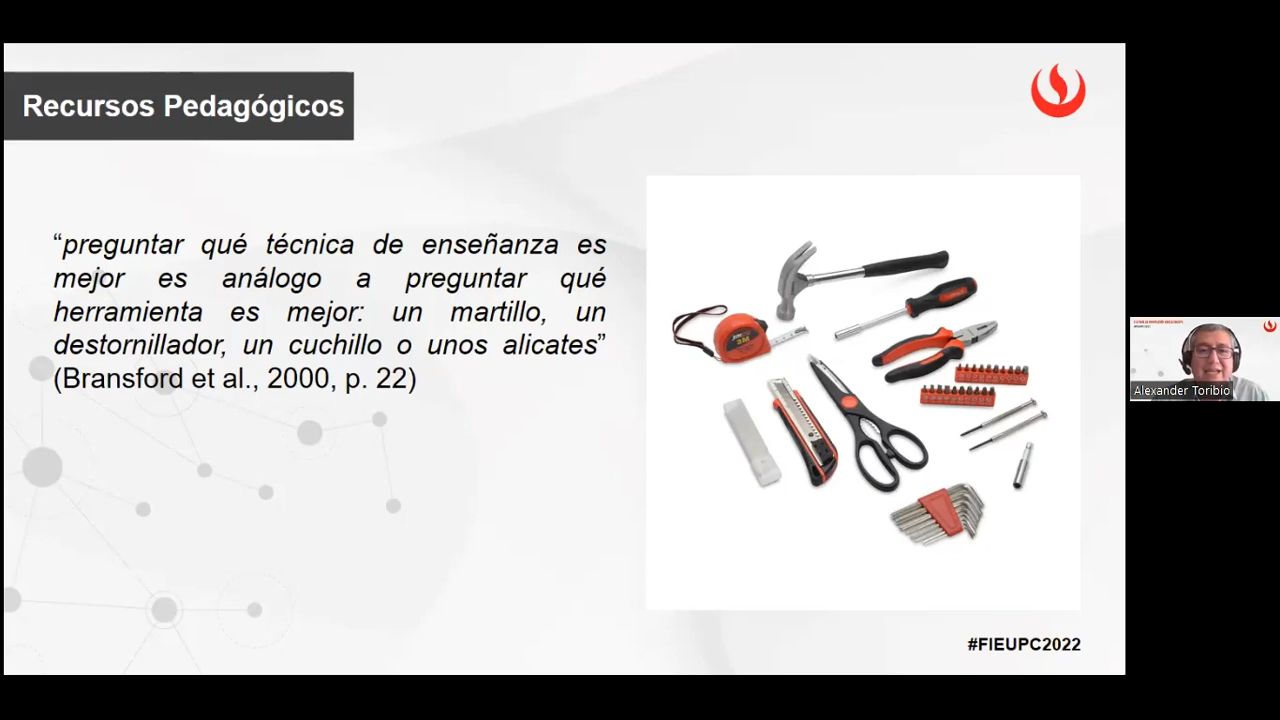 Recursos Pedagógicos
“preguntar qué técnica de enseñanza es
mejor es análogo a preguntar qué
herramienta es mejor: un martillo, un
destornillador, un cuchillo o unos alicates”
(Bransford et al., 2000, p. 22)
#FIEUPC2022
Alexander Toribio